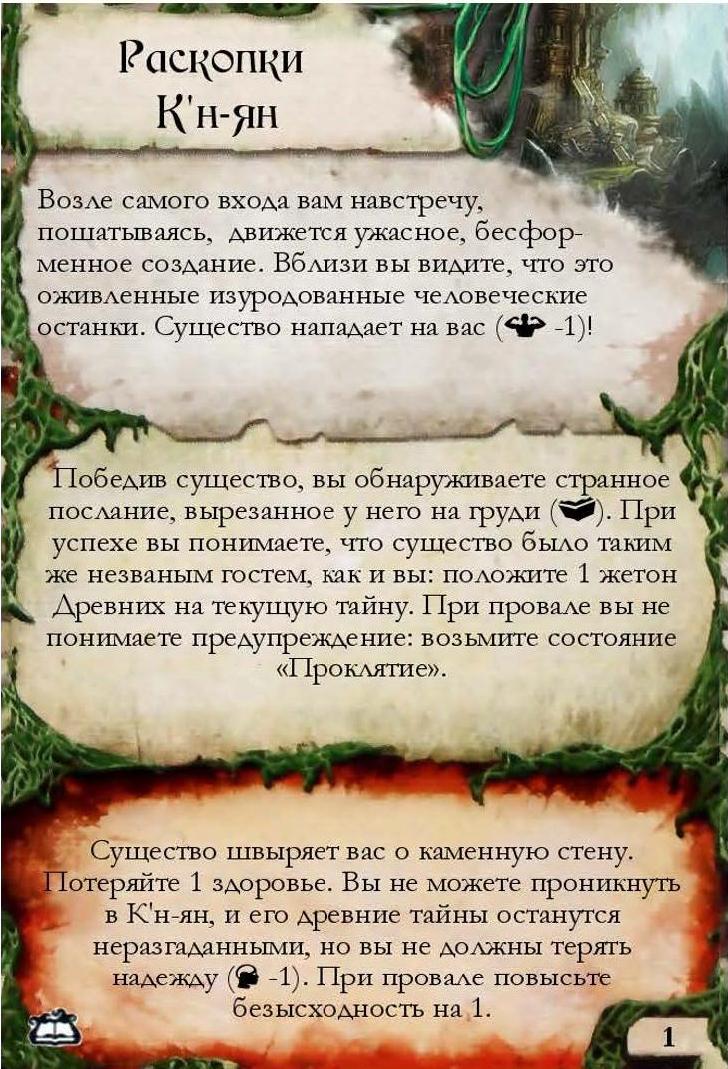 Раскопки
К'н-ян
Возле самого входа вам навстречу,
пошатываясь, движется ужасное, бесфор-
менное создание. Вблизи вы видите, что это
оживленные изуродованные человеческие
останки. Существо нападает на вас ( -1)!
Победив существо, вы обнаруживаете странное
послание, вырезанное у него на груди ( ). При
успехе вы понимаете, что существо было таким
же незваным гостем, как и вы: положите 1 жетон
Древних на текущую тайну. При провале вы не
понимаете предупреждение: возьмите состояние
«Проклятие».
Существо швыряет вас о каменную стену.
Потеряйте 1 здоровье. Вы не можете проникнуть
в К'н-ян, и его древние тайны останутся
неразгаданными, но вы не должны терять
надежду ( -1). При провале повысьте
безысходность на 1.
1